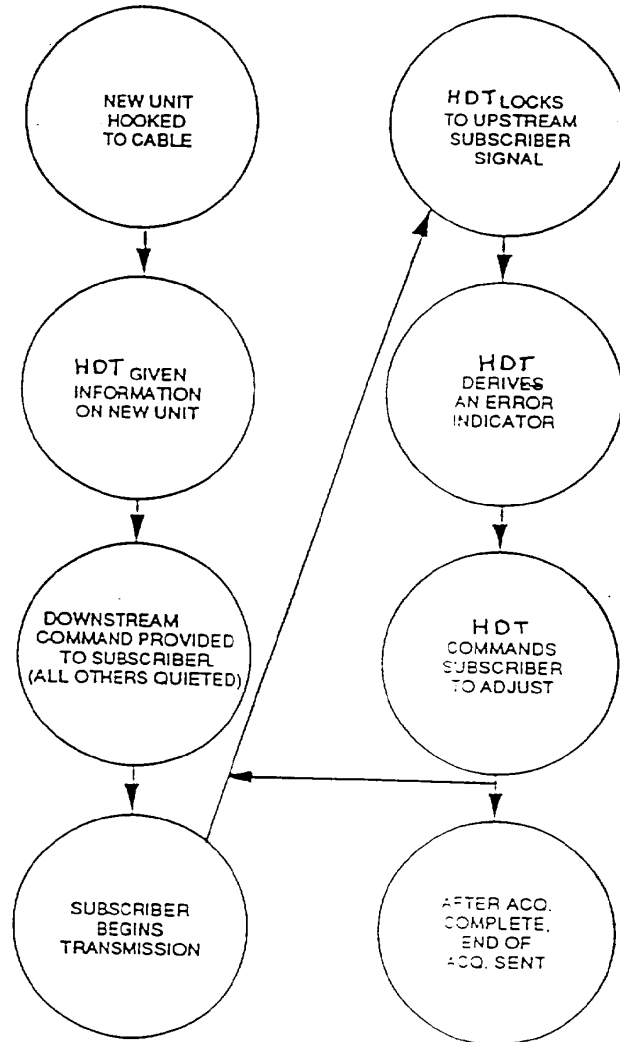 NEW UNIT
HOOKED
TO CABLE
HDT GIVEN
INFORMATION
ON NEW UNIT
DOWNSTREAM
COMMAND PROVIDED
TO SUBSCRIBER
(ALL OTHERS QUIETED)
SUBSCRIBER
BEGINS
TRANSMISSION
HDT LOCKS
TO UPSTREAM
SUBSCRIBER
SIGNAL
HDT
DERIVES
AN ERROR
INDICATOR
HDT
COMMANDS
SUBSCRIBER
TO ADJUST
AFTER ACQ.
COMPLETE,
END OF
ACQ. SENT